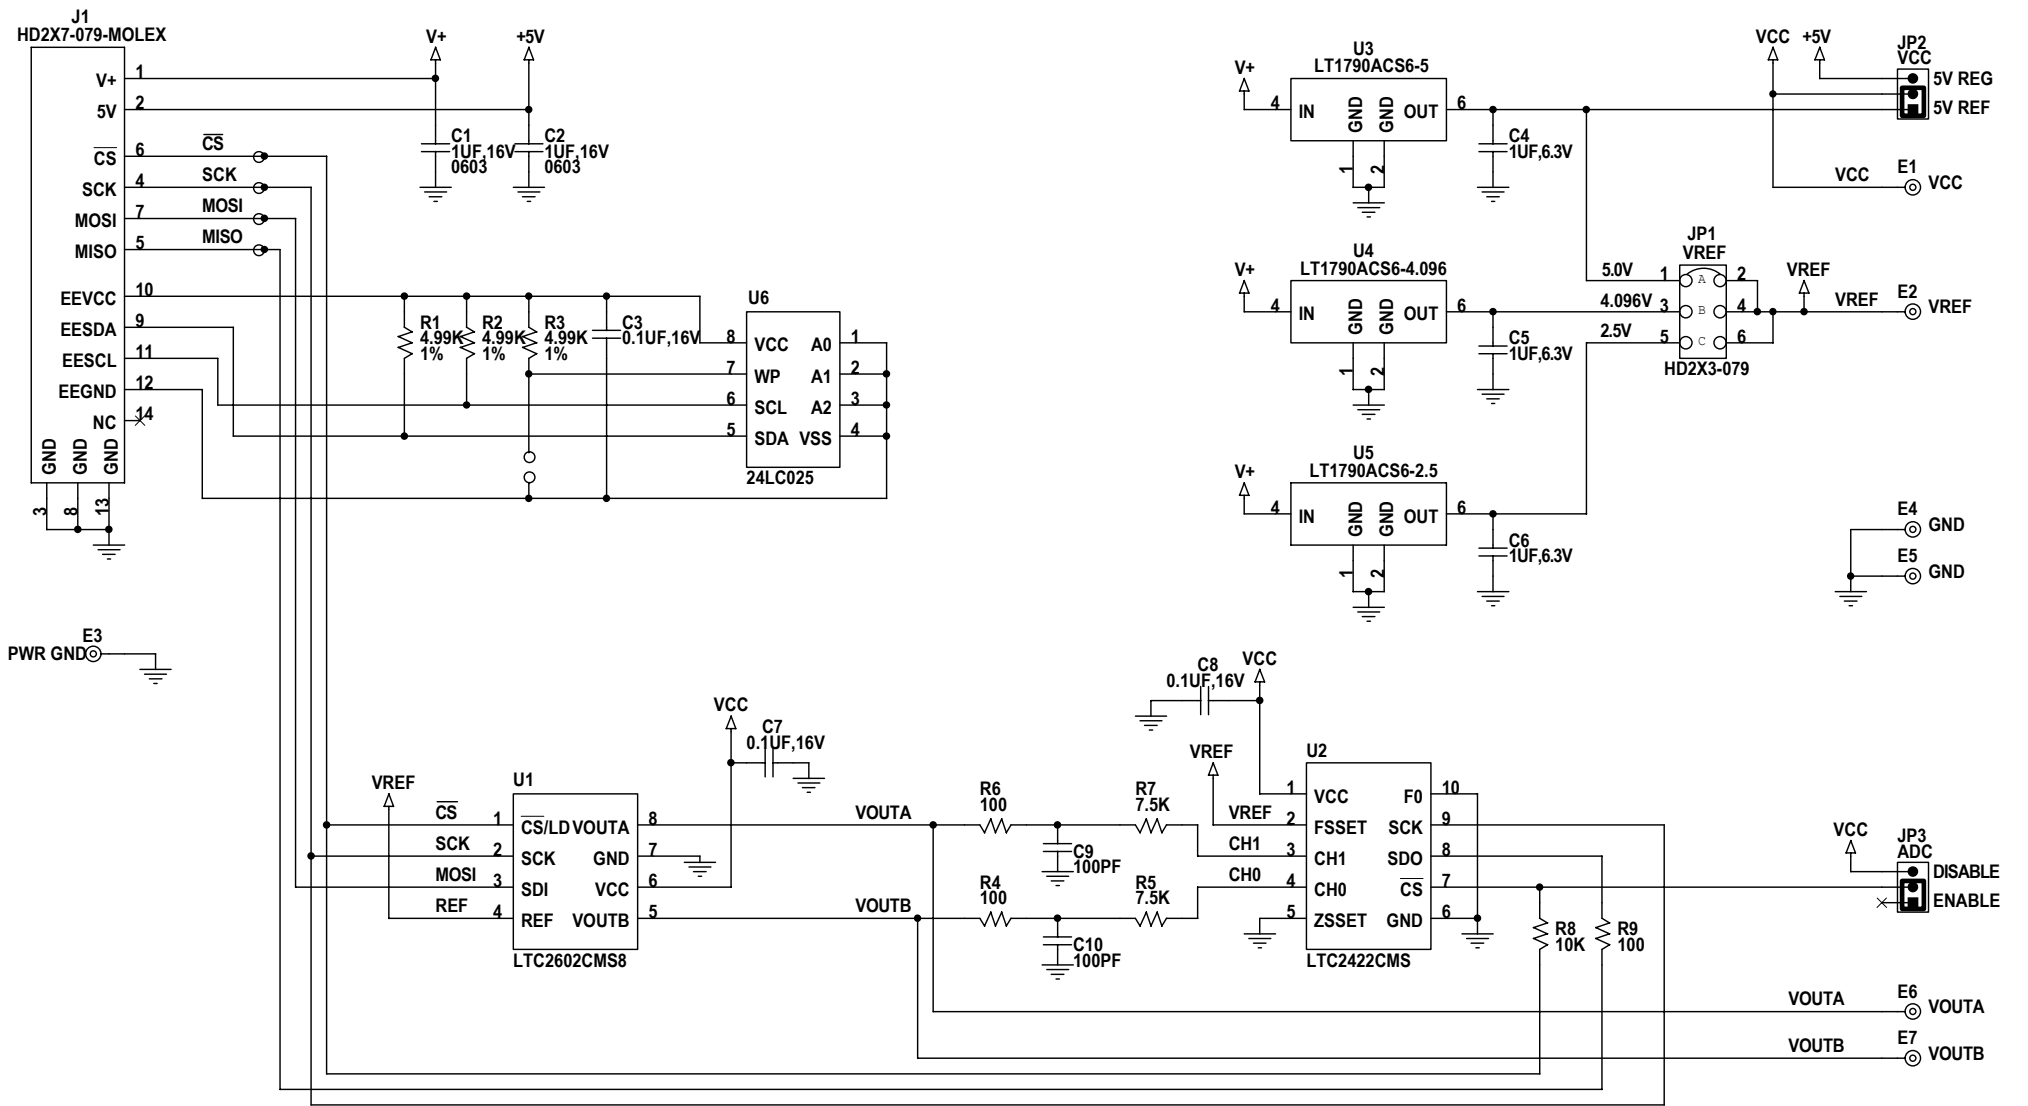 J1
HD2X7-079-MOLEX
V+ 1
5V 2
CS 6 CS
SCK 4 SCK
MOSI 7 MOSI
MISO 5 MISO
EEVCC 10
EESDA 9
EESCL 11
EEGND 12
NC 14
GND GND GND
3 8 13
V+
+5V
C1
1UF,16V
0603
C2
1UF,16V
0603
R1
4.99K
1%
R2
4.99K
1%
R3
4.99K
1%
C3
0.1UF,16V
U6
8 VCC A0 1
7 WP A1 2
6 SCL A2 3
5 SDA VSS 4
24LC025
U3
LT1790ACS6-5
V+
4 IN GND GND OUT 6
1 2
C4
1UF,6.3V
U4
LT1790ACS6-4.096
V+
4 IN GND GND OUT 6
1 2
C5
1UF,6.3V
U5
LT1790ACS6-2.5
V+
4 IN GND GND OUT 6
1 2
C6
1UF,6.3V
VCC +5V
JP2
VCC
5V REG
5V REF
E1
VCC VCC
JP1
VREF
5.0V 1 A 2
4.096V 3 B 4
2.5V 5 C 6
HD2X3-079
VREF
VREF
E2
VREF
E4
GND
E5
GND
E3
PWR GND
VREF
U1
CS 1 CS/LD VOUTA 8
SCK 2 SCK GND 7
MOSI 3 SDI VCC 6
REF 4 REF VOUTB 5
LTC2602CMS8
VCC
C7
0.1UF,16V
VOUTA
VOUTB
R6
100
R7
7.5K
C9
100PF
R4
100
R5
7.5K
C10
100PF
C8
0.1UF,16V
VCC
VREF
U2
1 VCC F0 10
VREF 2 FSSET SCK 9
CH1 3 CH1 SDO 8
CH0 4 CH0 CS 7
5 ZSSET GND 6
LTC2422CMS
R8
10K
R9
100
VCC
JP3
ADC
DISABLE
ENABLE
E6
VOUTA VOUTA
E7
VOUTB VOUTB